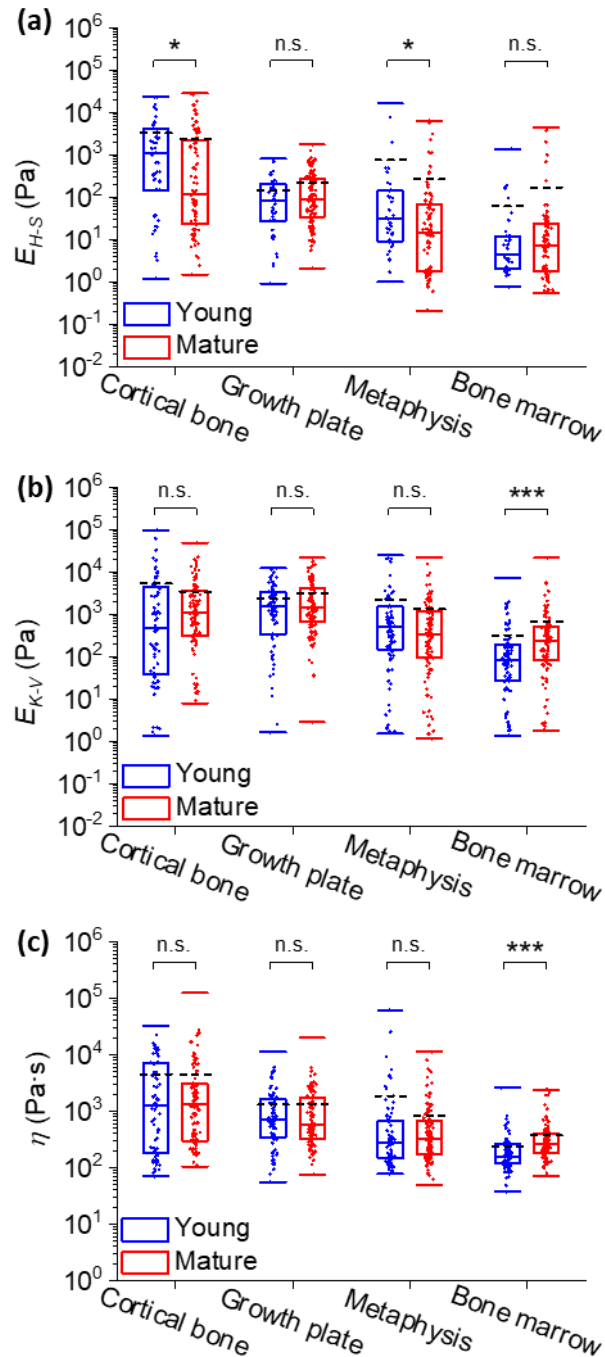 (a)
* n.s. * n.s.
E_{H-S} (Pa)
10^6
10^5
10^4
10^3
10^2
10^1
10^0
10^{-1}
10^{-2}
Young
Mature
Cortical bone Growth plate Metaphysis Bone marrow
(b)
n.s. n.s. n.s. ***
E_{K-V} (Pa)
10^6
10^5
10^4
10^3
10^2
10^1
10^0
10^{-1}
10^{-2}
Young
Mature
Cortical bone Growth plate Metaphysis Bone marrow
(c)
n.s. n.s. n.s. ***
η (Pa·s)
10^6
10^5
10^4
10^3
10^2
10^1
10^0
Young
Mature
Cortical bone Growth plate Metaphysis Bone marrow